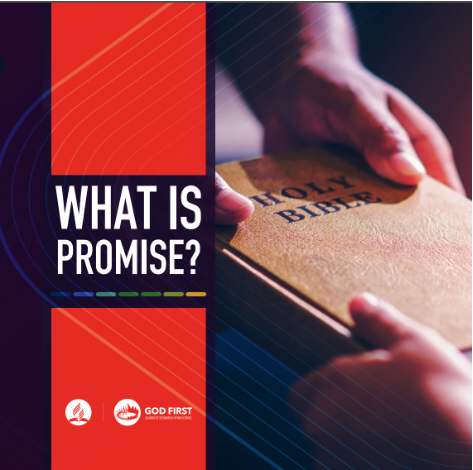 WHAT IS
PROMISE?
HOLY
BIBLE
GOD FIRST